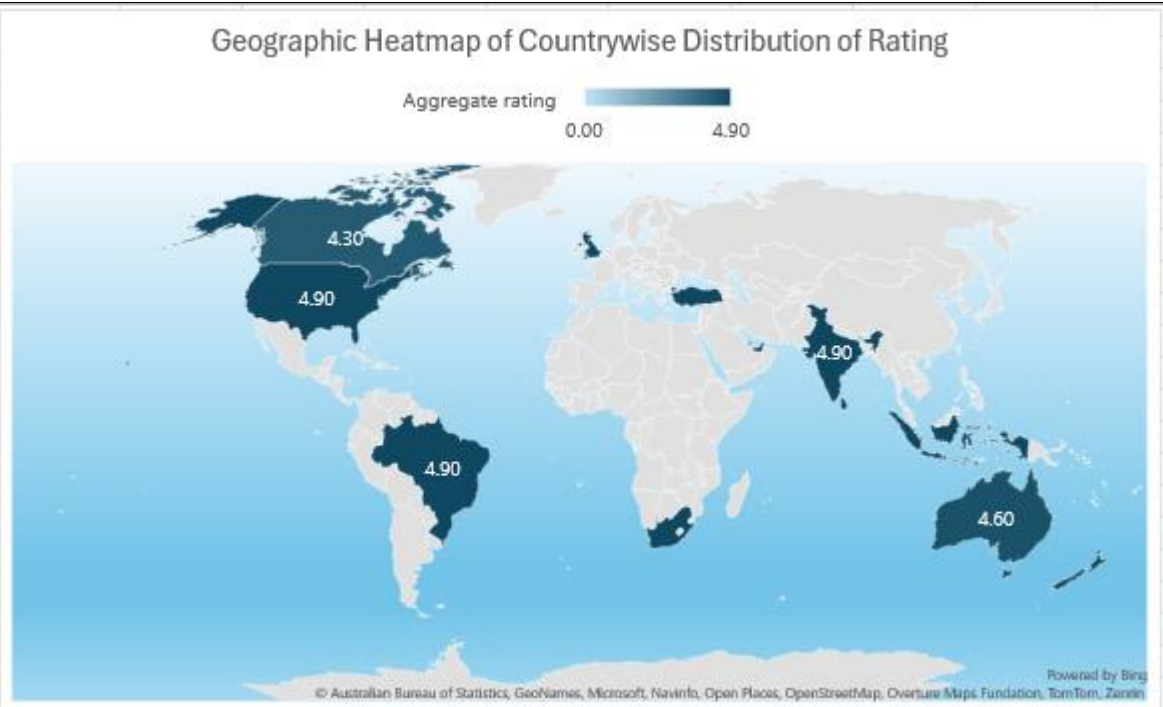 Geographic Heatmap of Countrywise Distribution of Rating
Aggregate rating
0.00 4.90
4.30
4.90
4.90
4.90
4.60
Powered by Bing
© Australian Bureau of Statistics, GeoNames, Microsoft, Navinfo, Open Places, OpenStreetMap, Overture Maps Fundation, TomTom, Zenrin